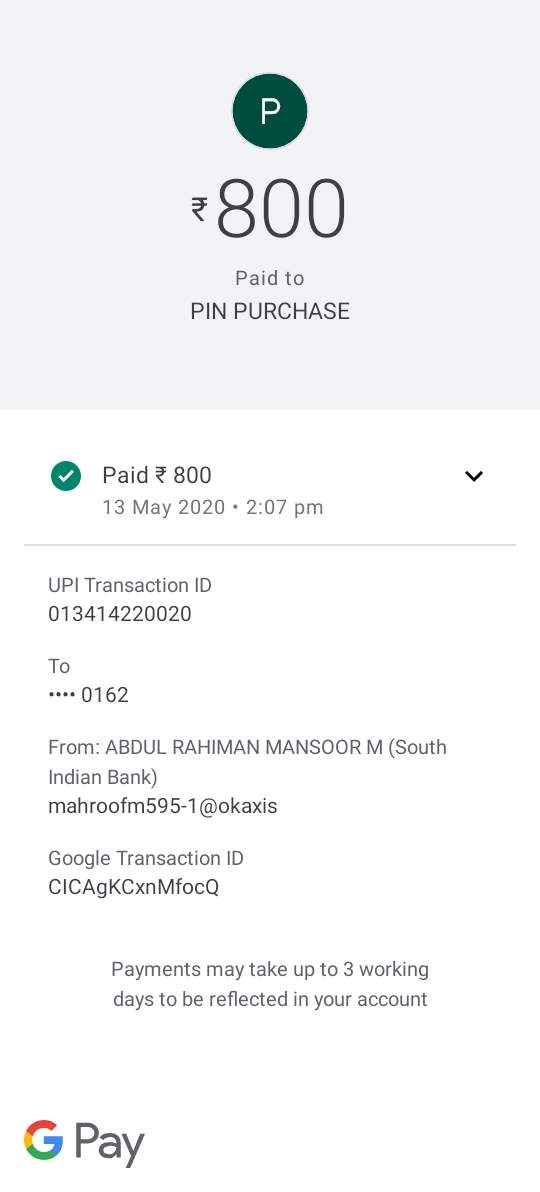 P
₹800
Paid to
PIN PURCHASE
Paid ₹ 800
13 May 2020 • 2:07 pm
UPI Transaction ID
013414220020
To
•••• 0162
From: ABDUL RAHIMAN MANSOOR M (South
Indian Bank)
mahroofm595-1@okaxis
Google Transaction ID
CICAgKCxnMfocQ
Payments may take up to 3 working
days to be reflected in your account
G Pay